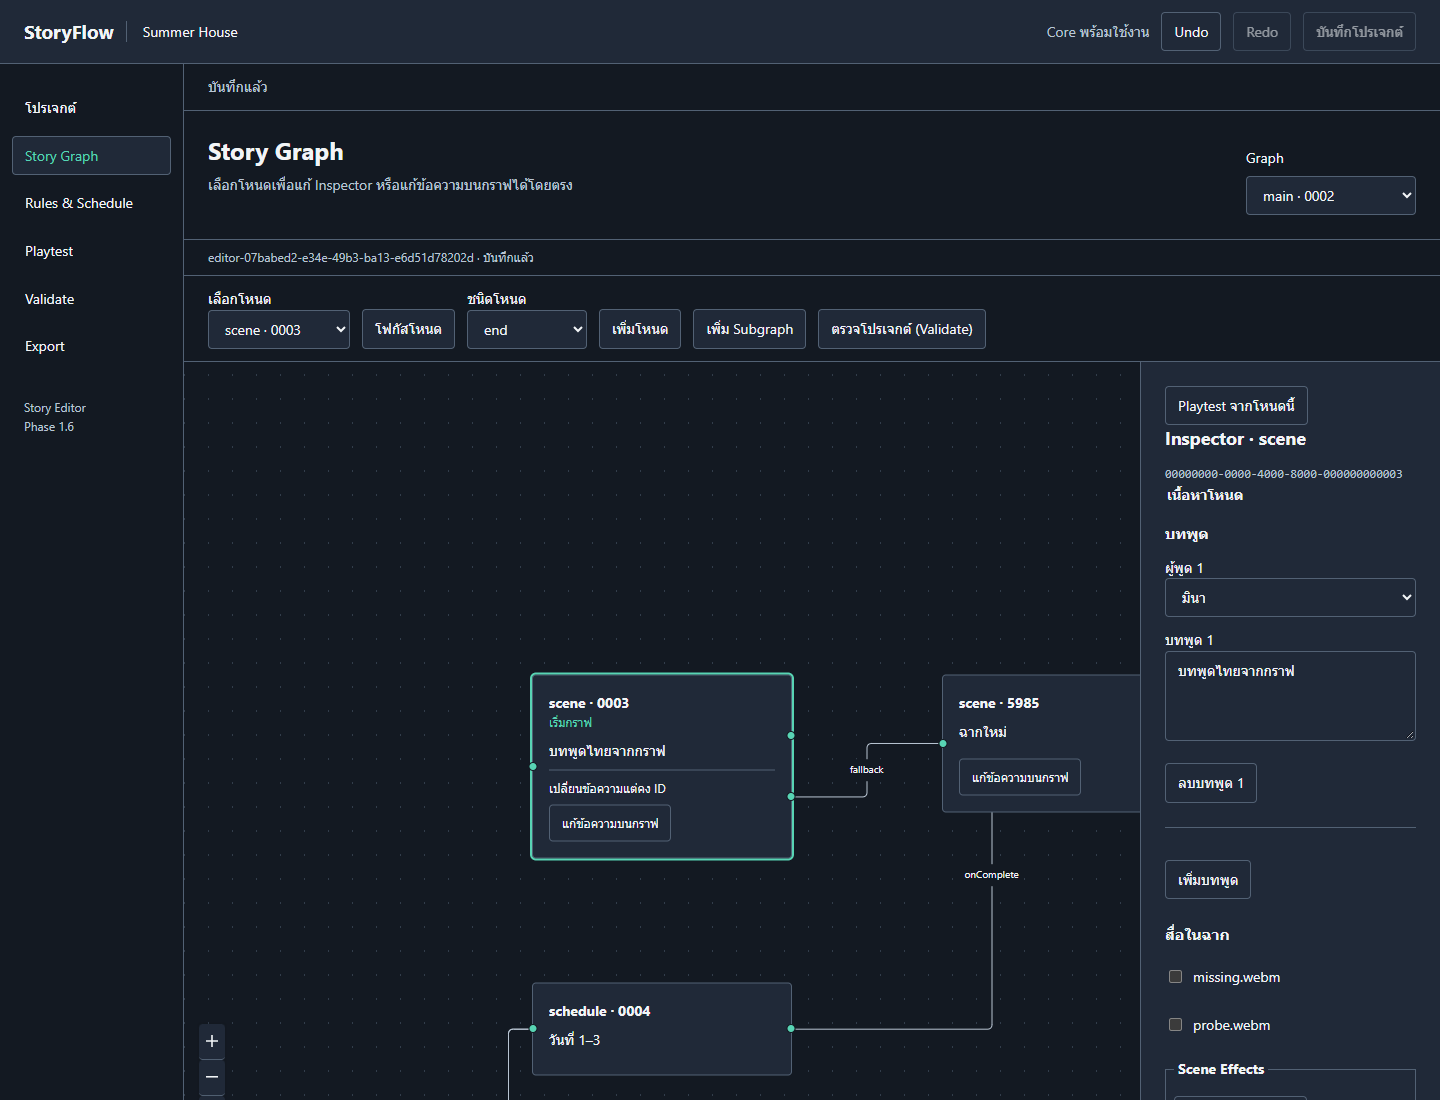 StoryFlow
Summer House
Core พร้อมใช้งาน
Undo
Redo
บันทึกโปรเจกต์
โปรเจกต์
Story Graph
Rules & Schedule
Playtest
Validate
Export
Story Editor
Phase 1.6
บันทึกแล้ว
Story Graph
เลือกโหนดเพื่อแก้ Inspector หรือแก้ข้อความบนกราฟได้โดยตรง
Graph
main · 0002
editor-07babed2-e34e-49b3-ba13-e6d51d78202d · บันทึกแล้ว
เลือกโหนด
scene · 0003
โฟกัสโหนด
ชนิดโหนด
end
เพิ่มโหนด
เพิ่ม Subgraph
ตรวจโปรเจกต์ (Validate)
scene · 0003
เริ่มกราฟ
บทพูดไทยจากกราฟ
เปลี่ยนข้อความแต่คง ID
แก้ข้อความบนกราฟ
fallback
scene · 5985
ฉากใหม่
แก้ข้อความบนกราฟ
onComplete
schedule · 0004
วันที่ 1–3
+
−
Playtest จากโหนดนี้
Inspector · scene
00000000-0000-4000-8000-000000000003
เนื้อหาโหนด
บทพูด
ผู้พูด 1
มินา
บทพูด 1
บทพูดไทยจากกราฟ
ลบบทพูด 1
เพิ่มบทพูด
สื่อในฉาก
missing.webm
probe.webm
Scene Effects